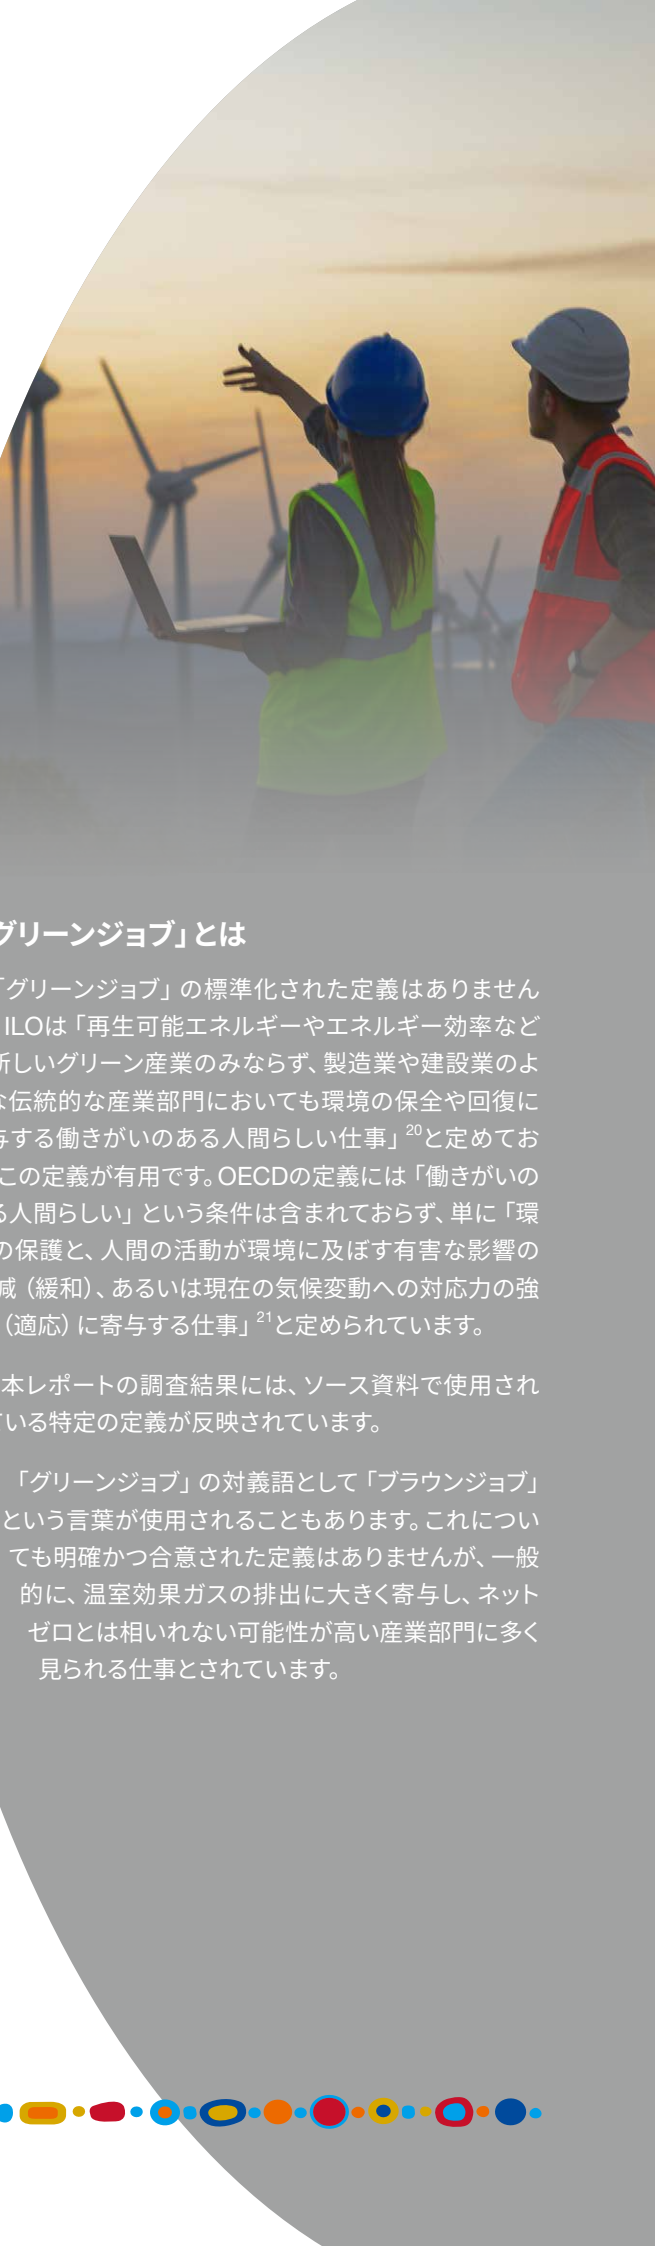 グリーンジョブ」とは
「グリーンジョブ」の標準化された定義はありません
ILOは「再生可能エネルギーやエネルギー効率など
新しいグリーン産業のみならず、製造業や建設業のよ
な伝統的な産業部門においても環境の保全や回復に
与する働きがいのある人間らしい仕事」20と定めてお
この定義が有用です。OECDの定義には「働きがいの
る人間らしい」という条件は含まれておらず、単に「環
の保護と、人間の活動が環境に及ぼす有害な影響の
減（緩和）、あるいは現在の気候変動への対応力の強
（適応）に寄与する仕事」21と定められています。
本レポートの調査結果には、ソース資料で使用され
ている特定の定義が反映されています。
「グリーンジョブ」の対義語として「ブラウンジョブ」
という言葉が使用されることもあります。これについ
ても明確かつ合意された定義はありませんが、一般
的に、温室効果ガスの排出に大きく寄与し、ネット
ゼロとは相いれない可能性が高い産業部門に多く
見られる仕事とされています。